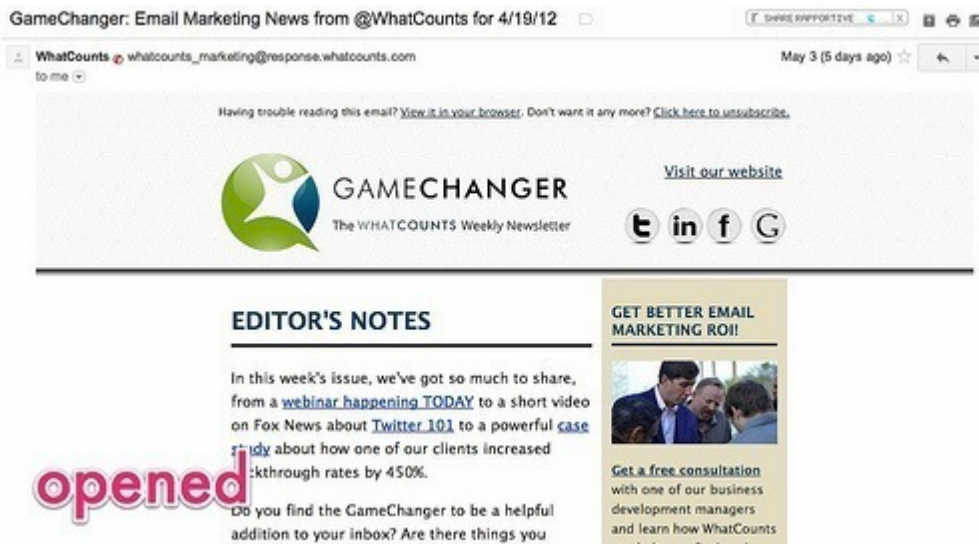 GameChanger: Email Marketing News from @WhatCounts for 4/19/12
SHARE RAPPORTIVE
WhatCounts whatcounts_marketing@response.whatcounts.com
May 3 (5 days ago)
to me
Having trouble reading this email? View it in your browser. Don't want it any more? Click here to unsubscribe.
GAMECHANGER
The WHATCOUNTS Weekly Newsletter
Visit our website
t in f G
EDITOR'S NOTES
In this week's issue, we've got so much to share,
from a webinar happening TODAY to a short video
on Fox News about Twitter 101 to a powerful case
study about how one of our clients increased
ckthrough rates by 450%.
Do you find the GameChanger to be a helpful
addition to your inbox? Are there things you
opened
GET BETTER EMAIL
MARKETING ROI!
Get a free consultation
with one of our business
development managers
and learn how WhatCounts